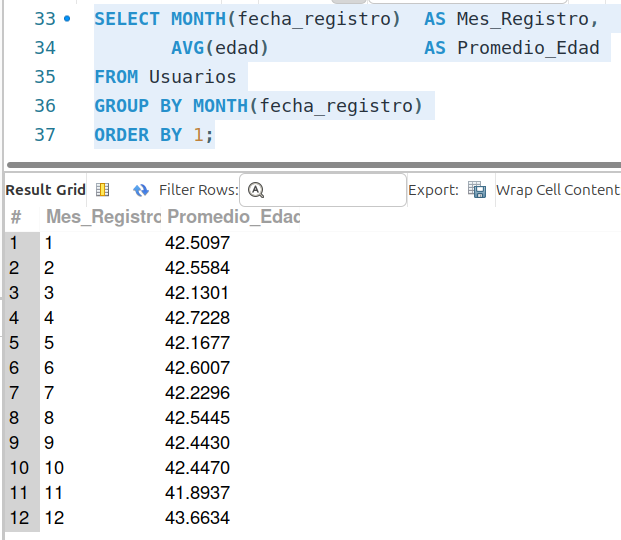 33 SELECT MONTH(fecha_registro) AS Mes_Registro,
34 AVG(edad) AS Promedio_Edad
35 FROM Usuarios
36 GROUP BY MONTH(fecha_registro)
37 ORDER BY 1;
Result Grid Filter Rows: Export: Wrap Cell Content
# Mes_Registro Promedio_Edad
1 1 42.5097
2 2 42.5584
3 3 42.1301
4 4 42.7228
5 5 42.1677
6 6 42.6007
7 7 42.2296
8 8 42.5445
9 9 42.4430
10 10 42.4470
11 11 41.8937
12 12 43.6634